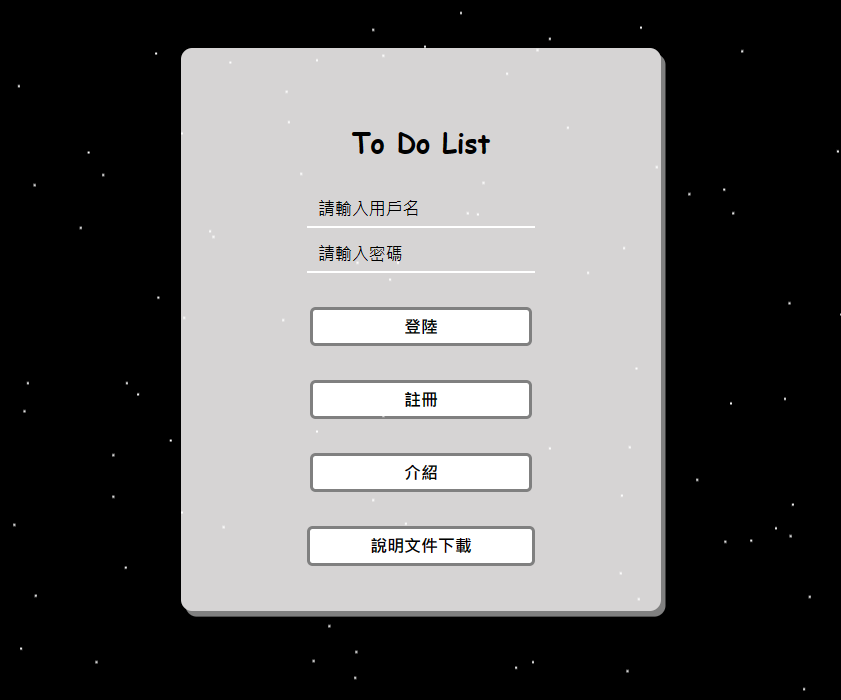 To Do List
請輸入用戶名
請輸入密碼
登陸
註冊
介紹
說明文件下載